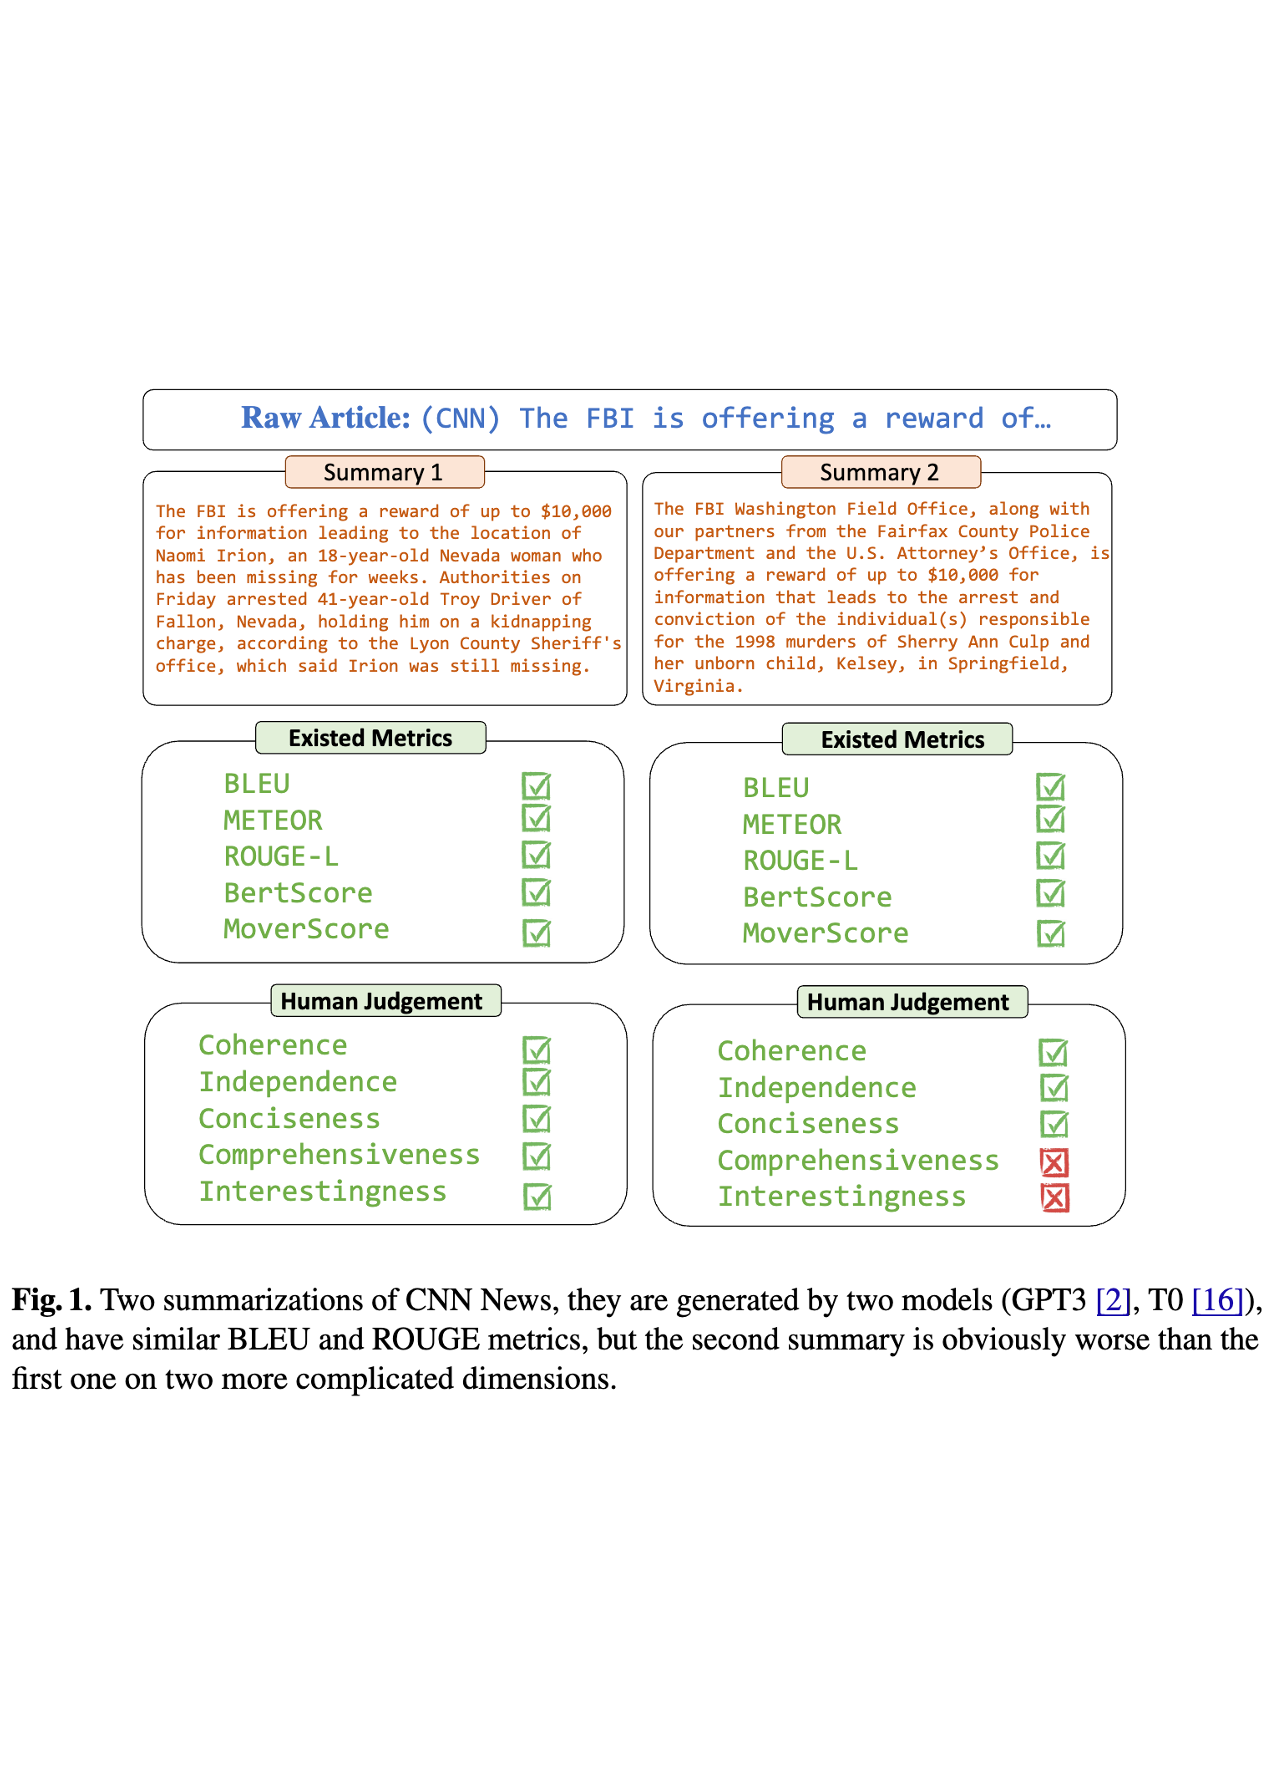 Raw Article: (CNN) The FBI is offering a reward of…
Summary 1
The FBI is offering a reward of up to $10,000
for information leading to the location of
Naomi Irion, an 18-year-old Nevada woman who
has been missing for weeks. Authorities on
Friday arrested 41-year-old Troy Driver of
Fallon, Nevada, holding him on a kidnapping
charge, according to the Lyon County Sheriff's
office, which said Irion was still missing.
Summary 2
The FBI Washington Field Office, along with
our partners from the Fairfax County Police
Department and the U.S. Attorney’s Office, is
offering a reward of up to $10,000 for
information that leads to the arrest and
conviction of the individual(s) responsible
for the 1998 murders of Sherry Ann Culp and
her unborn child, Kelsey, in Springfield,
Virginia.
Existed Metrics
BLEU
METEOR
ROUGE-L
BertScore
MoverScore
Existed Metrics
BLEU
METEOR
ROUGE-L
BertScore
MoverScore
Human Judgement
Coherence
Independence
Conciseness
Comprehensiveness
Interestingness
Human Judgement
Coherence
Independence
Conciseness
Comprehensiveness
Interestingness
Fig. 1. Two summarizations of CNN News, they are generated by two models (GPT3 [2], T0 [16]),
and have similar BLEU and ROUGE metrics, but the second summary is obviously worse than the
first one on two more complicated dimensions.